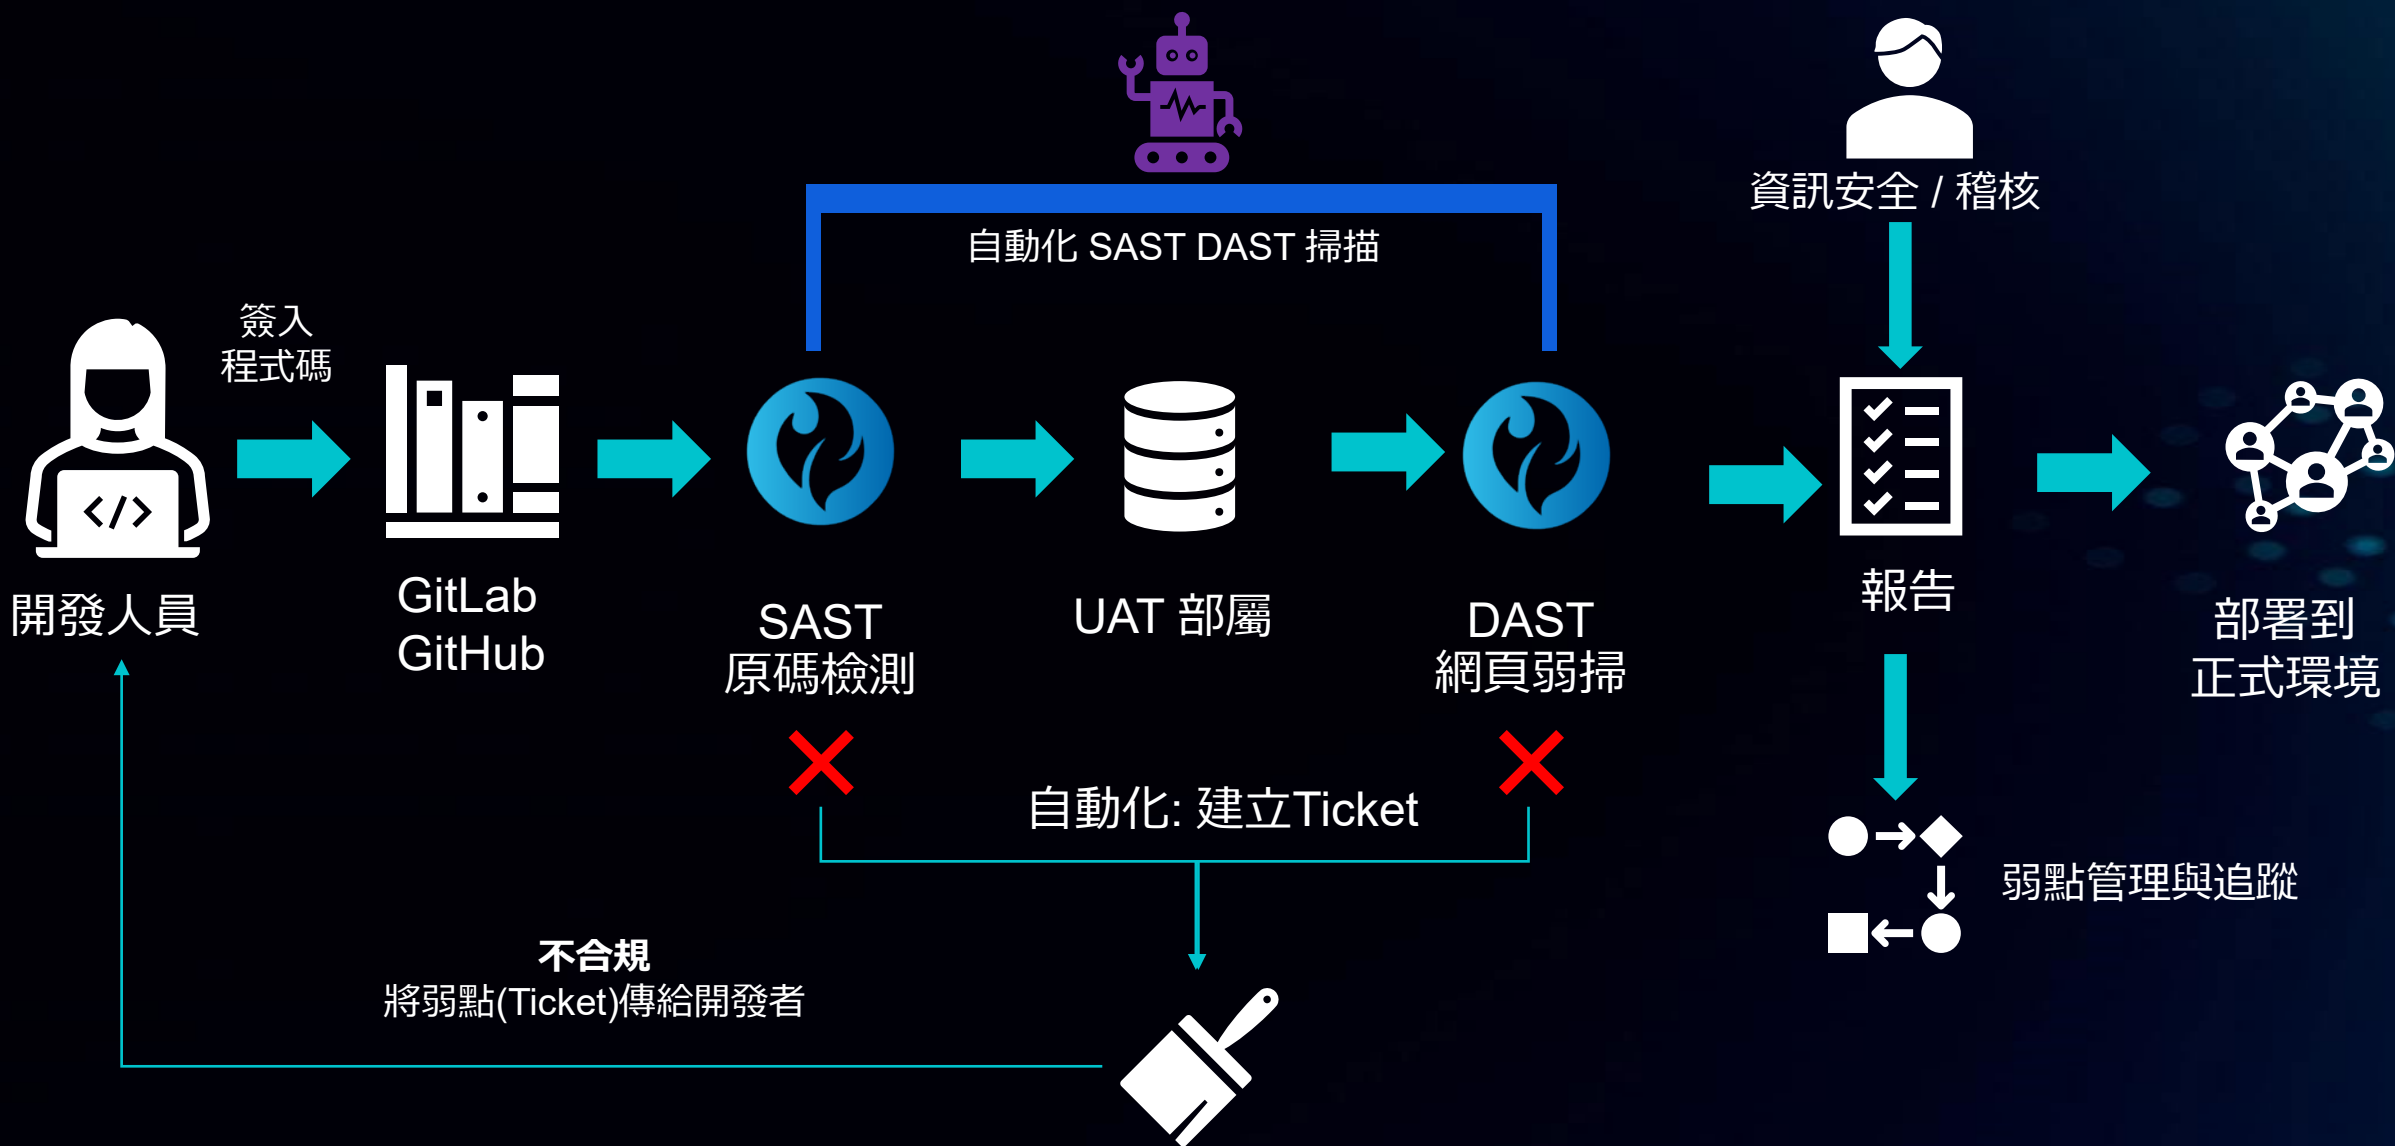 資訊安全 / 稽核
自動化 SAST DAST 掃描
簽入
程式碼
開發人員
GitLab
GitHub
SAST
原碼檢測
UAT 部屬
DAST
網頁弱掃
報告
部署到
正式環境
自動化: 建立Ticket
弱點管理與追蹤
不合規
將弱點(Ticket)傳給開發者